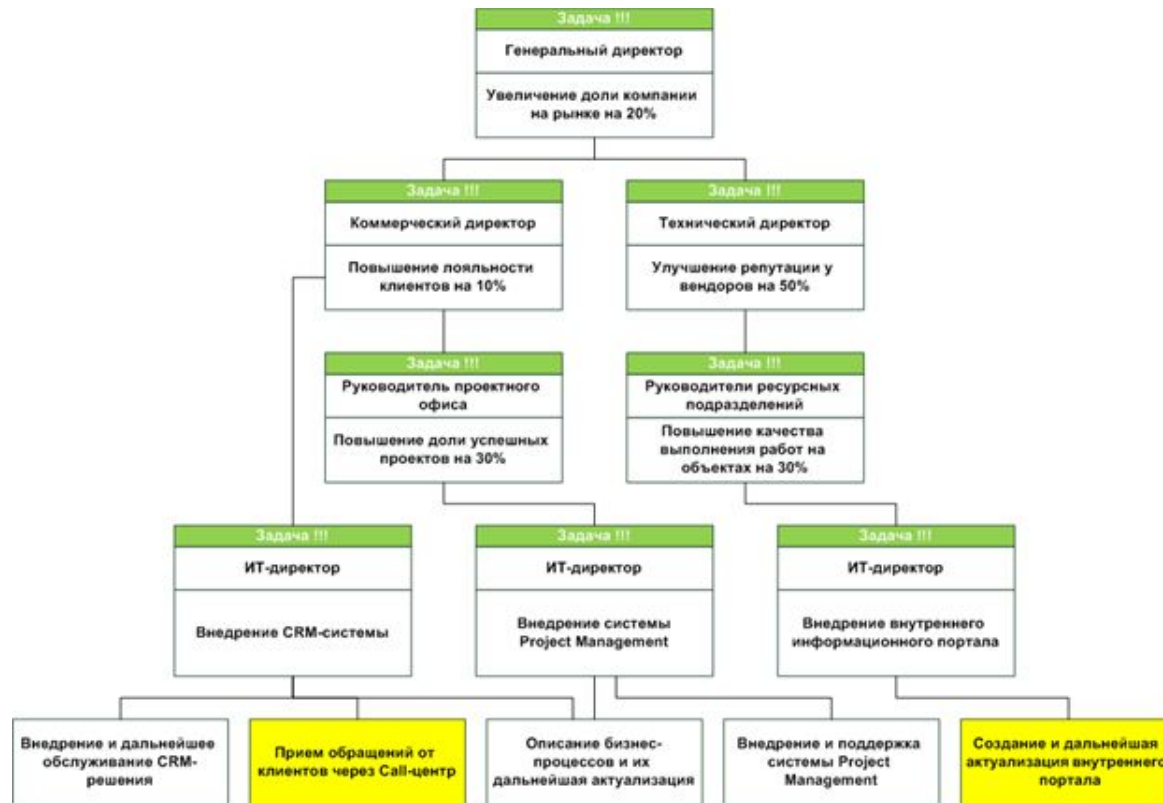 Задача !!!
Генеральный директор
Увеличение доли компании
на рынке на 20%
Задача !!!
Коммерческий директор
Повышение лояльности
клиентов на 10%
Задача !!!
Технический директор
Улучшение репутации у
вендоров на 50%
Задача !!!
Руководитель проектного
офиса
Повышение доли успешных
проектов на 30%
Задача !!!
Руководители ресурсных
подразделений
Повышение качества
выполнения работ на
объектах на 30%
Задача !!!
ИТ-директор
Внедрение CRM-системы
Задача !!!
ИТ-директор
Внедрение системы
Project Management
Задача !!!
ИТ-директор
Внедрение внутреннего
информационного портала
Внедрение и дальнейшее
обслуживание CRM-
решения
Прием обращений от
клиентов через Call-центр
Описание бизнес-
процессов и их
дальнейшая актуализация
Внедрение и поддержка
системы Project
Management
Создание и дальнейшая
актуализация внутреннего
портала